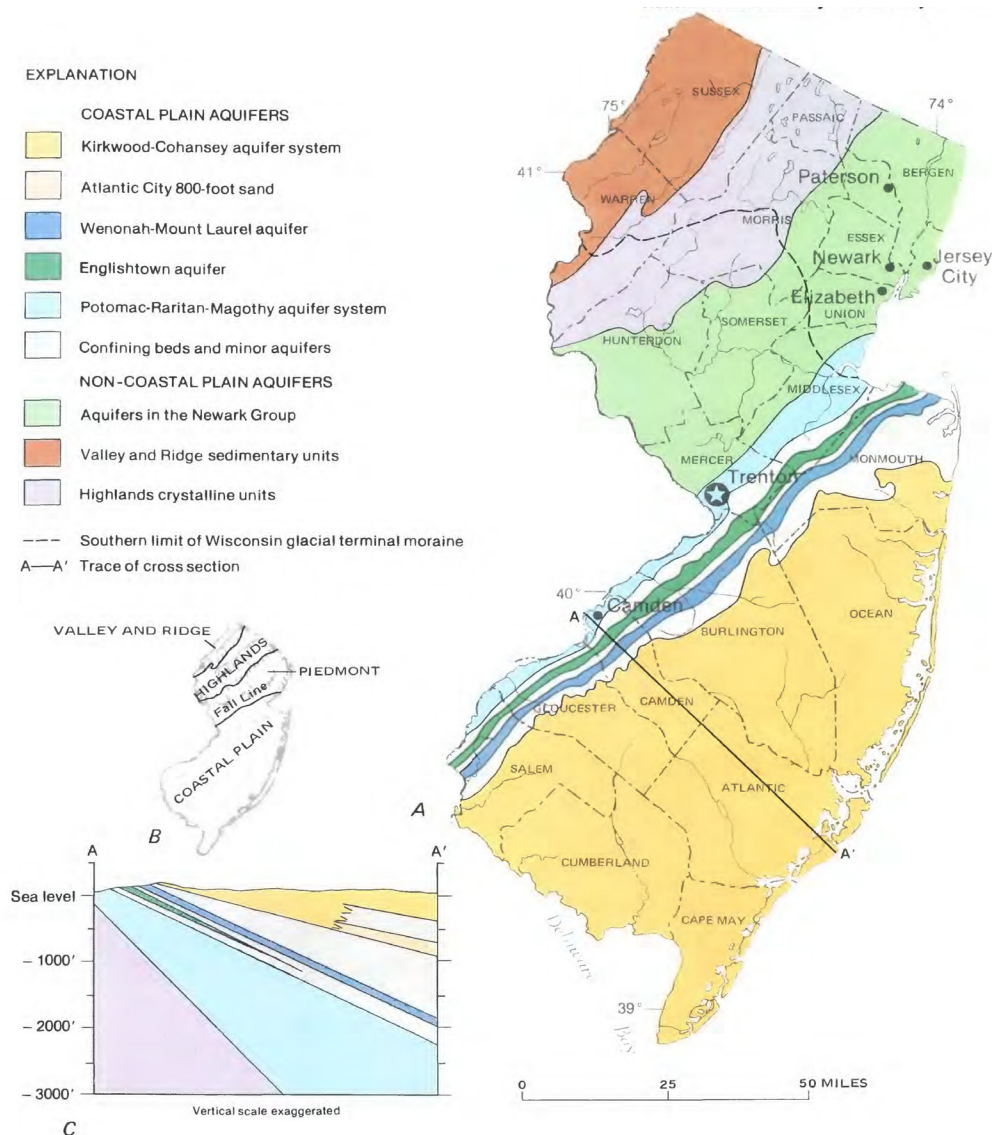 EXPLANATION
COASTAL PLAIN AQUIFERS
Kirkwood-Cohansey aquifer system
Atlantic City 800-foot sand
Wenonah-Mount Laurel aquifer
Englishtown aquifer
Potomac-Raritan-Magothy aquifer system
Confining beds and minor aquifers
NON-COASTAL PLAIN AQUIFERS
Aquifers in the Newark Group
Valley and Ridge sedimentary units
Highlands crystalline units
Southern limit of Wisconsin glacial terminal moraine
A—A' Trace of cross section
75°
74°
41°
SUSSEX
PASSAIC
BERGEN
Paterson
WARREN
MORRIS
ESSEX
Newark
Jersey
City
Elizabeth
UNION
SOMERSET
HUNTERDON
MIDDLESEX
MERCER
MONMOUTH
Trenton
40°
A
Camden
OCEAN
BURLINGTON
GLOUCESTER
CAMDEN
SALEM
ATLANTIC
A'
CUMBERLAND
CAPE MAY
Delaware
Bay
39°
0 25 50 MILES
A
VALLEY AND RIDGE
HIGHLANDS
PIEDMONT
Fall Line
COASTAL PLAIN
B
A A'
Sea level
- 1000'
- 2000'
- 3000'
Vertical scale exaggerated
C